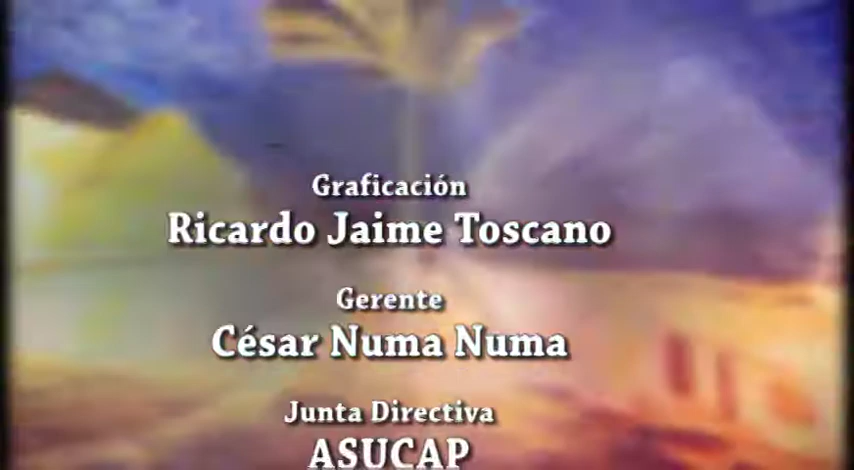 Graficación
Ricardo Jaime Toscano
Gerente
César Numa Numa
Junta Directiva
ASUCAP